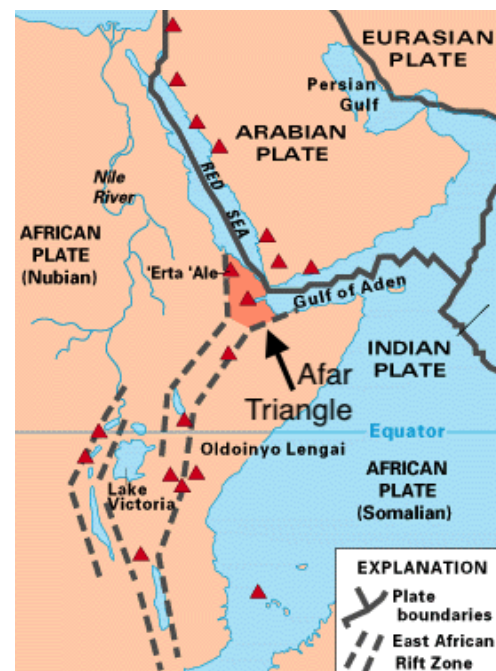 EURASIAN
PLATE
Persian
Gulf
ARABIAN
PLATE
RED SEA
Nile
River
AFRICAN
PLATE
(Nubian)
'Erta 'Ale
Gulf of Aden
INDIAN
PLATE
Afar
Triangle
Equator
Oldoinyo Lengai
Lake
Victoria
AFRICAN
PLATE
(Somalian)
EXPLANATION
Plate
boundaries
East African
Rift Zone